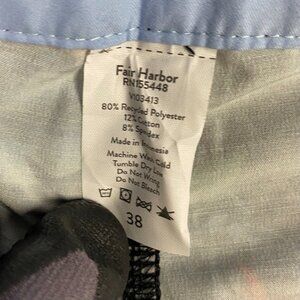 Fair Harbor
RN155448
V103413
80% Recycled Polyester
12% Cotton
8% Spandex
Made in Indonesia
Machine Wash Cold
Tumble Dry Low
Do Not Wring
Do Not Bleach
38